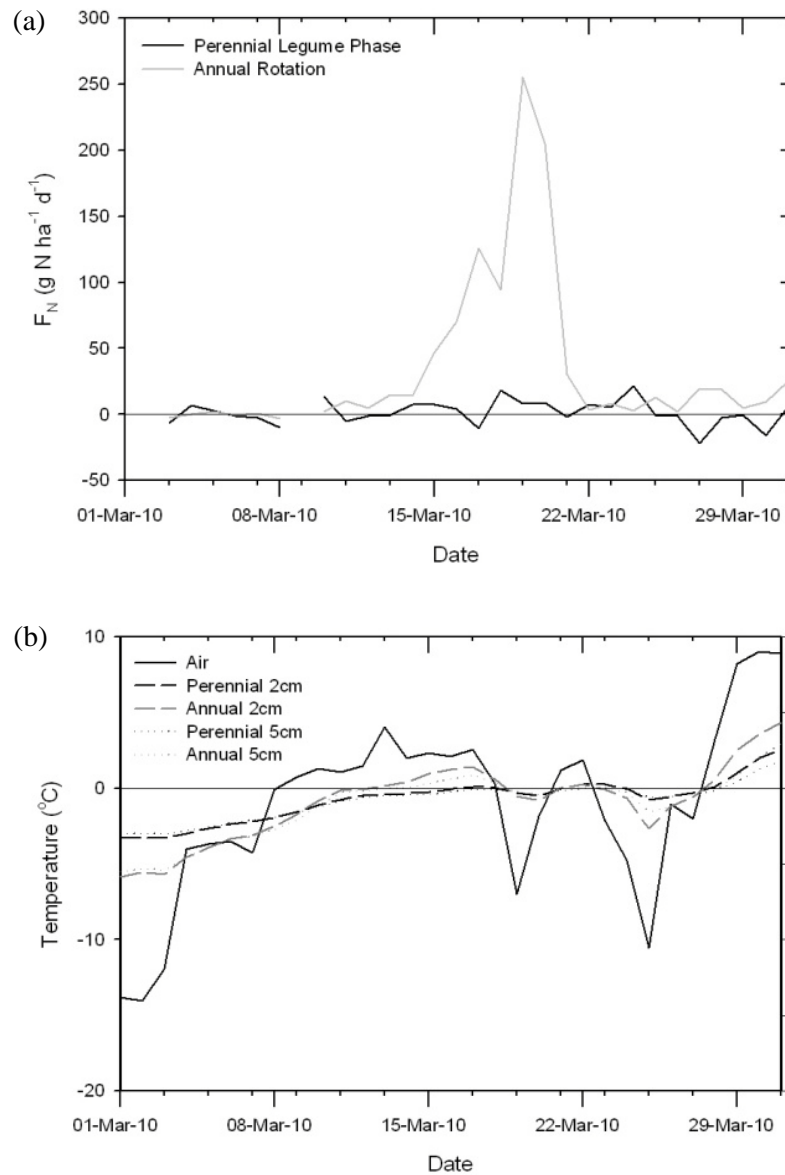 (a)
300
250
200
150
100
50
0
-50
Perennial Legume Phase
Annual Rotation
F_N (g N ha⁻¹ d⁻¹)
01-Mar-10 08-Mar-10 15-Mar-10 22-Mar-10 29-Mar-10
Date
(b)
10
0
-10
-20
Air
Perennial 2cm
Annual 2cm
Perennial 5cm
Annual 5cm
Temperature (°C)
01-Mar-10 08-Mar-10 15-Mar-10 22-Mar-10 29-Mar-10
Date